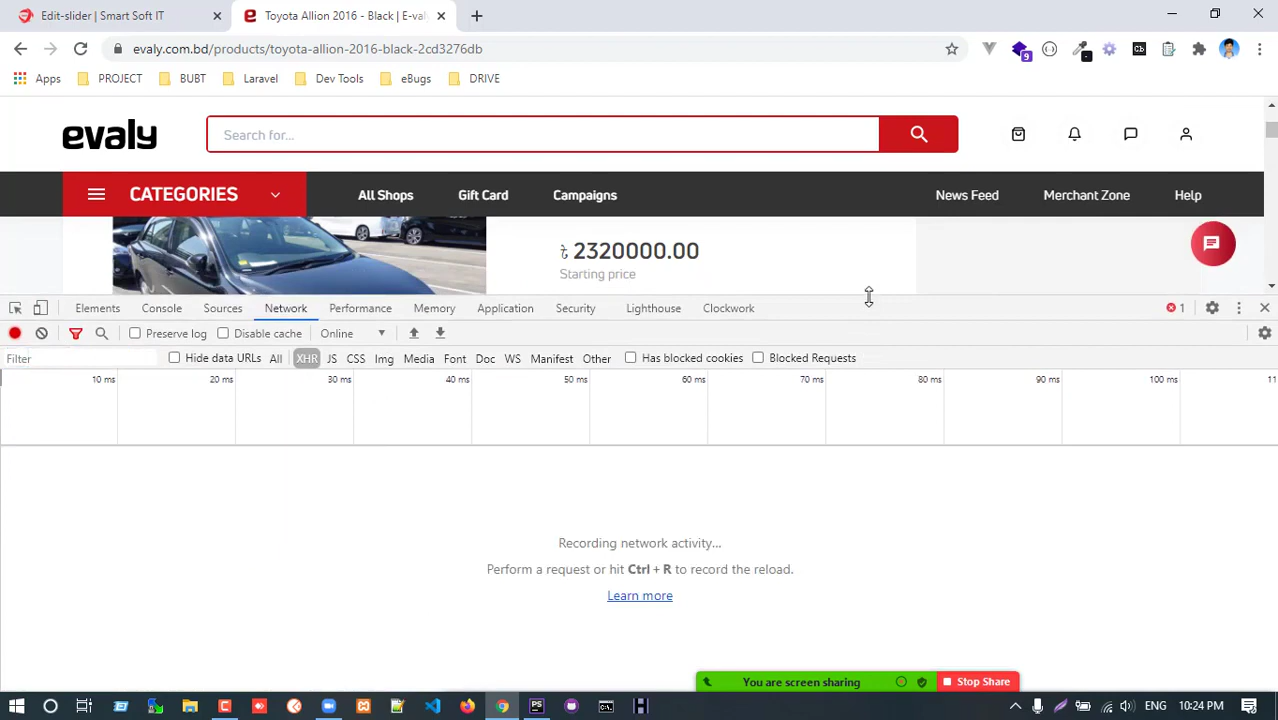 Edit-slider | Smart Soft IT
Toyota Allion 2016 - Black | E-valy
evaly.com.bd/products/toyota-allion-2016-black-2cd3276db
9
Apps PROJECT BUBT Laravel Dev Tools eBugs DRIVE
evaly
Search for...
CATEGORIES
All Shops Gift Card Campaigns News Feed Merchant Zone Help
৳ 2320000.00
Starting price
Elements Console Sources Network Performance Memory Application Security Lighthouse Clockwork 1
Preserve log Disable cache Online
Filter Hide data URLs All XHR JS CSS Img Media Font Doc WS Manifest Other Has blocked cookies Blocked Requests
10 ms 20 ms 30 ms 40 ms 50 ms 60 ms 70 ms 80 ms 90 ms 100 ms 11
Recording network activity...
Perform a request or hit Ctrl + R to record the reload.
Learn more
You are screen sharing Stop Share
ENG 10:24 PM